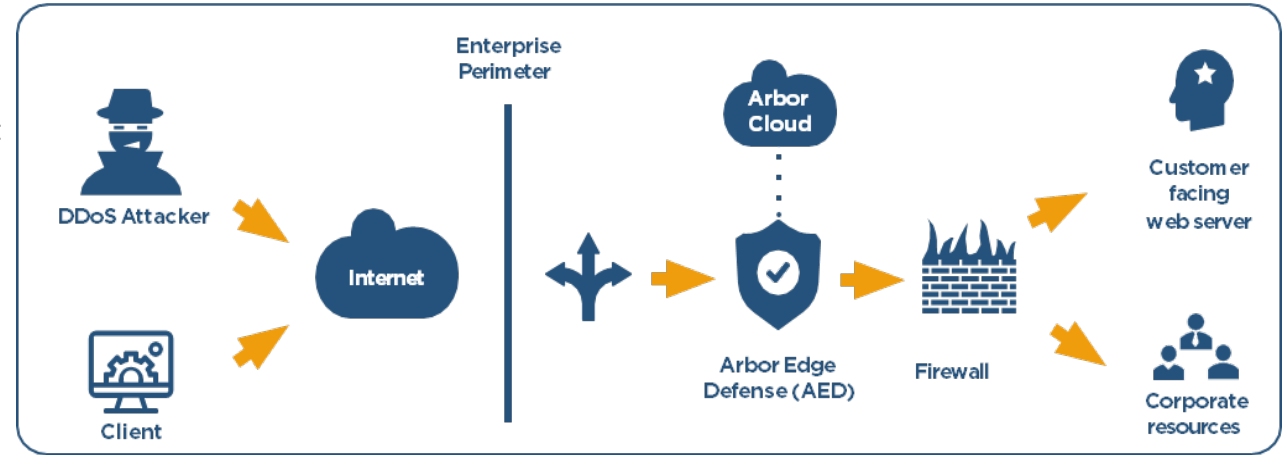 Enterprise
Perimeter
Arbor
Cloud
DDoS Attacker
Internet
Client
Arbor Edge
Defense (AED)
Firewall
Customer
facing
web server
Corporate
resources